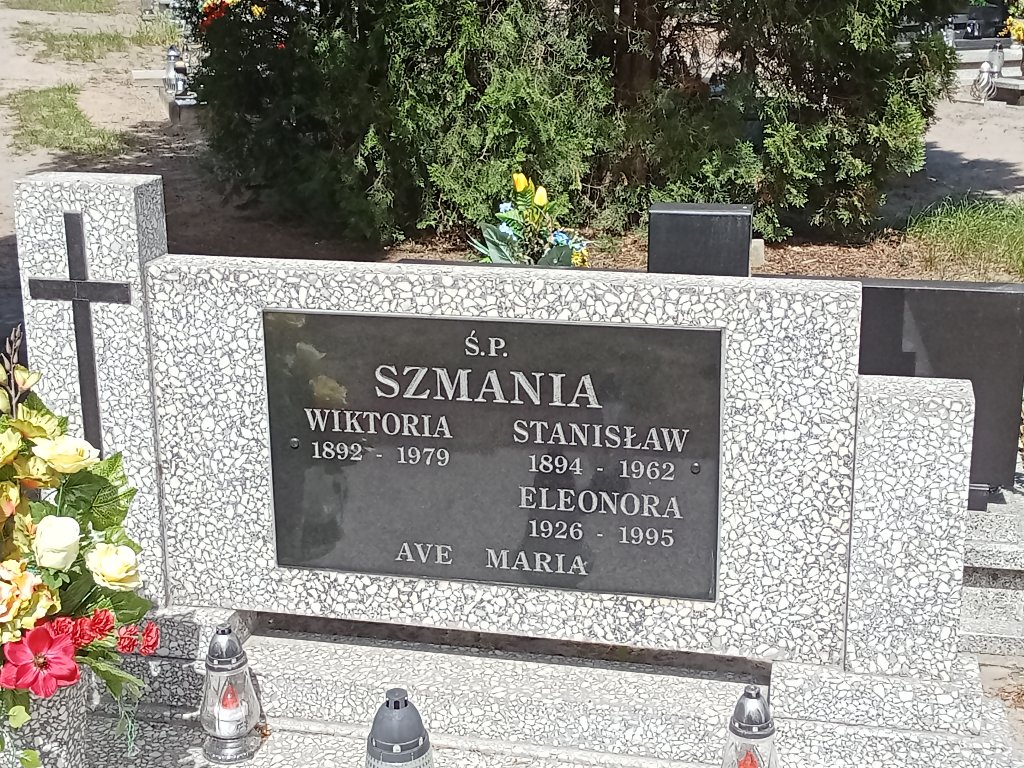 Ś.P.
SZMANIA
WIKTORIA STANISŁAW
1892 - 1979 1894 - 1962
ELEONORA
1926 - 1995
AVE MARIA